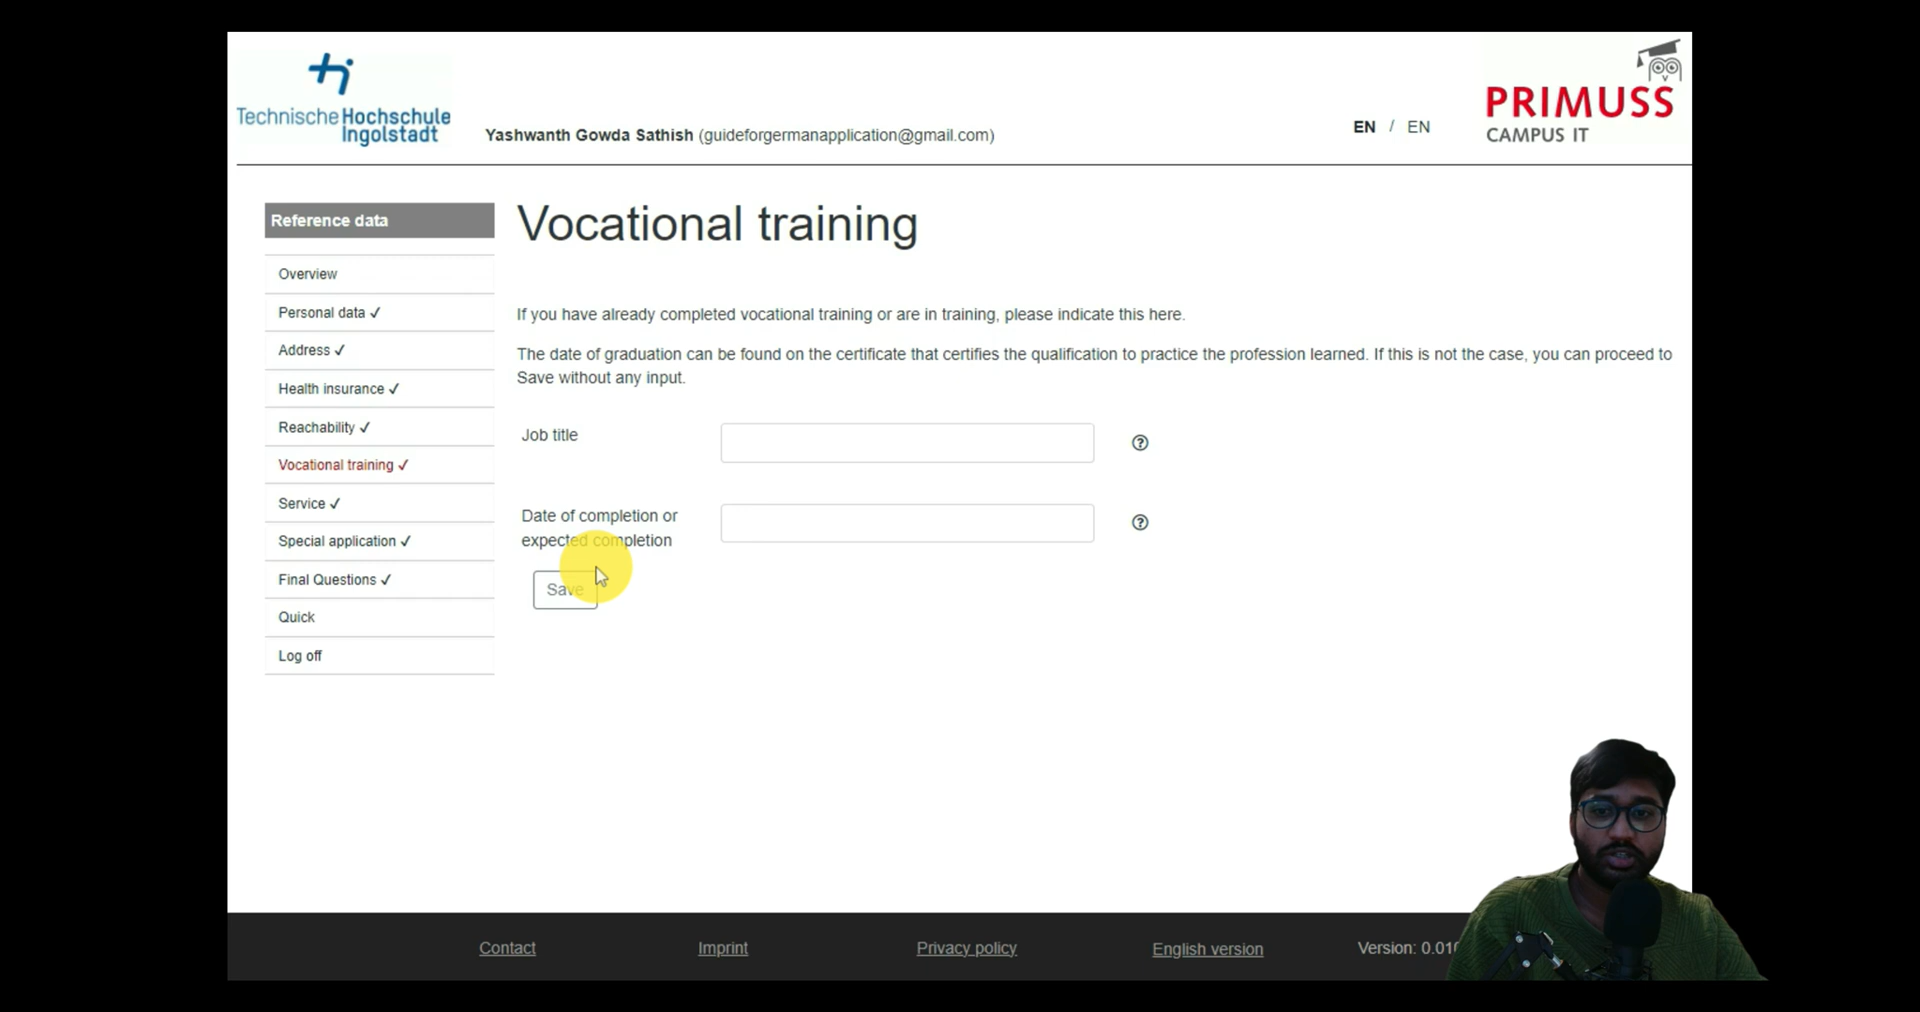 Technische Hochschule
Ingolstadt
Yashwanth Gowda Sathish (guideforgermanapplication@gmail.com)
EN / EN
PRIMUSS
CAMPUS IT
Reference data
Overview
Personal data ✓
Address ✓
Health insurance ✓
Reachability ✓
Vocational training ✓
Service ✓
Special application ✓
Final Questions ✓
Quick
Log off
Vocational training
If you have already completed vocational training or are in training, please indicate this here.
The date of graduation can be found on the certificate that certifies the qualification to practice the profession learned. If this is not the case, you can proceed to
Save without any input.
Job title
Date of completion or
expected completion
Save
Contact
Imprint
Privacy policy
English version
Version: